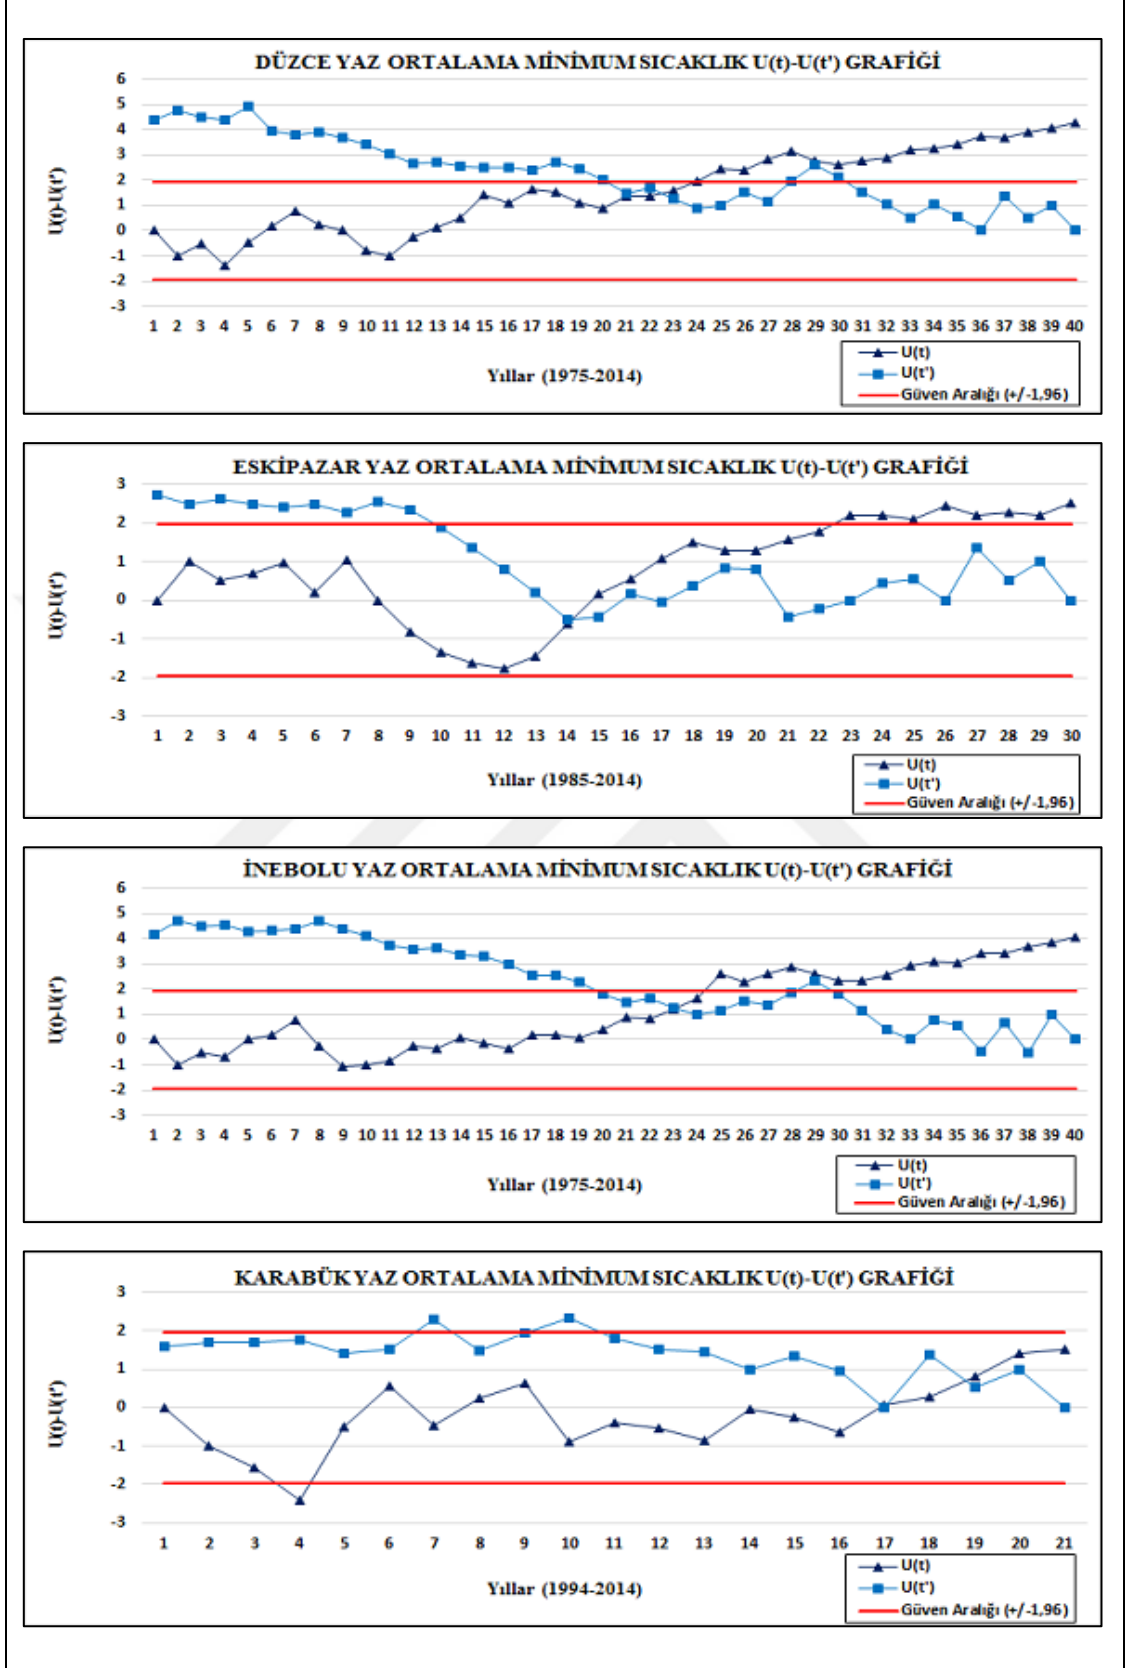 DÜZCE YAZ ORTALAMA MİNİMUM SICAKLIK U(t)-U(t') GRAFİĞİ
6
5
4
3
2
1
0
-1
-2
-3
U(t)-U(t')
1 2 3 4 5 6 7 8 9 10 11 12 13 14 15 16 17 18 19 20 21 22 23 24 25 26 27 28 29 30 31 32 33 34 35 36 37 38 39 40
Yıllar (1975-2014)
U(t)
U(t')
Güven Aralığı (+/-1,96)
ESKİPAZAR YAZ ORTALAMA MİNİMUM SICAKLIK U(t)-U(t') GRAFİĞİ
3
2
1
0
-1
-2
-3
U(t)-U(t')
1 2 3 4 5 6 7 8 9 10 11 12 13 14 15 16 17 18 19 20 21 22 23 24 25 26 27 28 29 30
Yıllar (1985-2014)
U(t)
U(t')
Güven Aralığı (+/-1,96)
İNEBOLU YAZ ORTALAMA MİNİMUM SICAKLIK U(t)-U(t') GRAFİĞİ
6
5
4
3
2
1
0
-1
-2
-3
U(t)-U(t')
1 2 3 4 5 6 7 8 9 10 11 12 13 14 15 16 17 18 19 20 21 22 23 24 25 26 27 28 29 30 31 32 33 34 35 36 37 38 39 40
Yıllar (1975-2014)
U(t)
U(t')
Güven Aralığı (+/-1,96)
KARABÜK YAZ ORTALAMA MİNİMUM SICAKLIK U(t)-U(t') GRAFİĞİ
3
2
1
0
-1
-2
-3
U(t)-U(t')
1 2 3 4 5 6 7 8 9 10 11 12 13 14 15 16 17 18 19 20 21
Yıllar (1994-2014)
U(t)
U(t')
Güven Aralığı (+/-1,96)